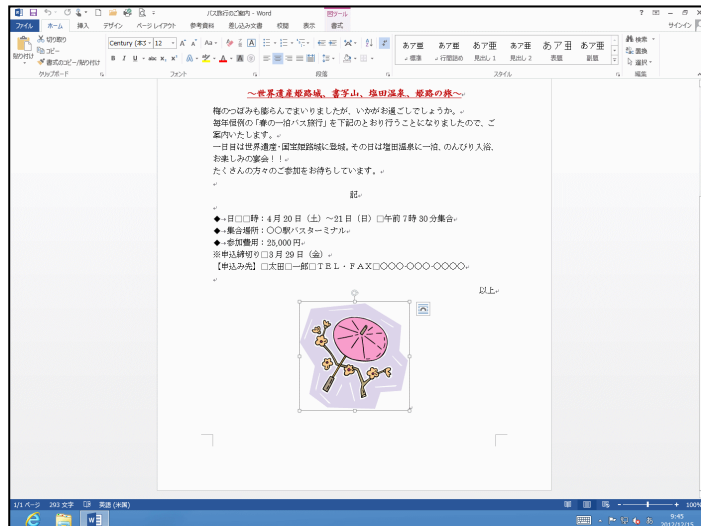 バス旅行のご案内 - Word
図ツール
ファイル ホーム 挿入 デザイン ページレイアウト 参考資料 差し込み文書 校閲 表示 書式 サインイン
貼り付け
切り取り
コピー
書式のコピー/貼り付け
Century (本文- 12
標準 行間詰め 見出し 1 見出し 2 表題 副題
検索
置換
選択
クリップボード フォント 段落 スタイル 編集
～世界遺産姫路城、書写山、塩田温泉、姫路の旅～
梅のつぼみも膨らんでまいりましたが、いかがお過ごしでしょうか。
毎年恒例の「春の一泊バス旅行」を下記のとおり行うことになりましたので、ご
案内いたします。
一日目は世界遺産・国宝姫路城に登城。その日は塩田温泉に一泊、のんびり入浴、
お楽しみの宴会！！
たくさんの方々のご参加をお待ちしています。
記
◆→日□□時：4月20日（土）～21日（日）□午前7時30分集合
◆→集合場所：○○駅バスターミナル
◆→参加費用：25,000円
※申込締切り□3月29日（金）
【申込み先】□太田□一郎□TEL・FAX□○○○-○○○-○○○○
以上
1/1 ページ 293 文字 英語 (米国) 100%
9:45
2012/12/15